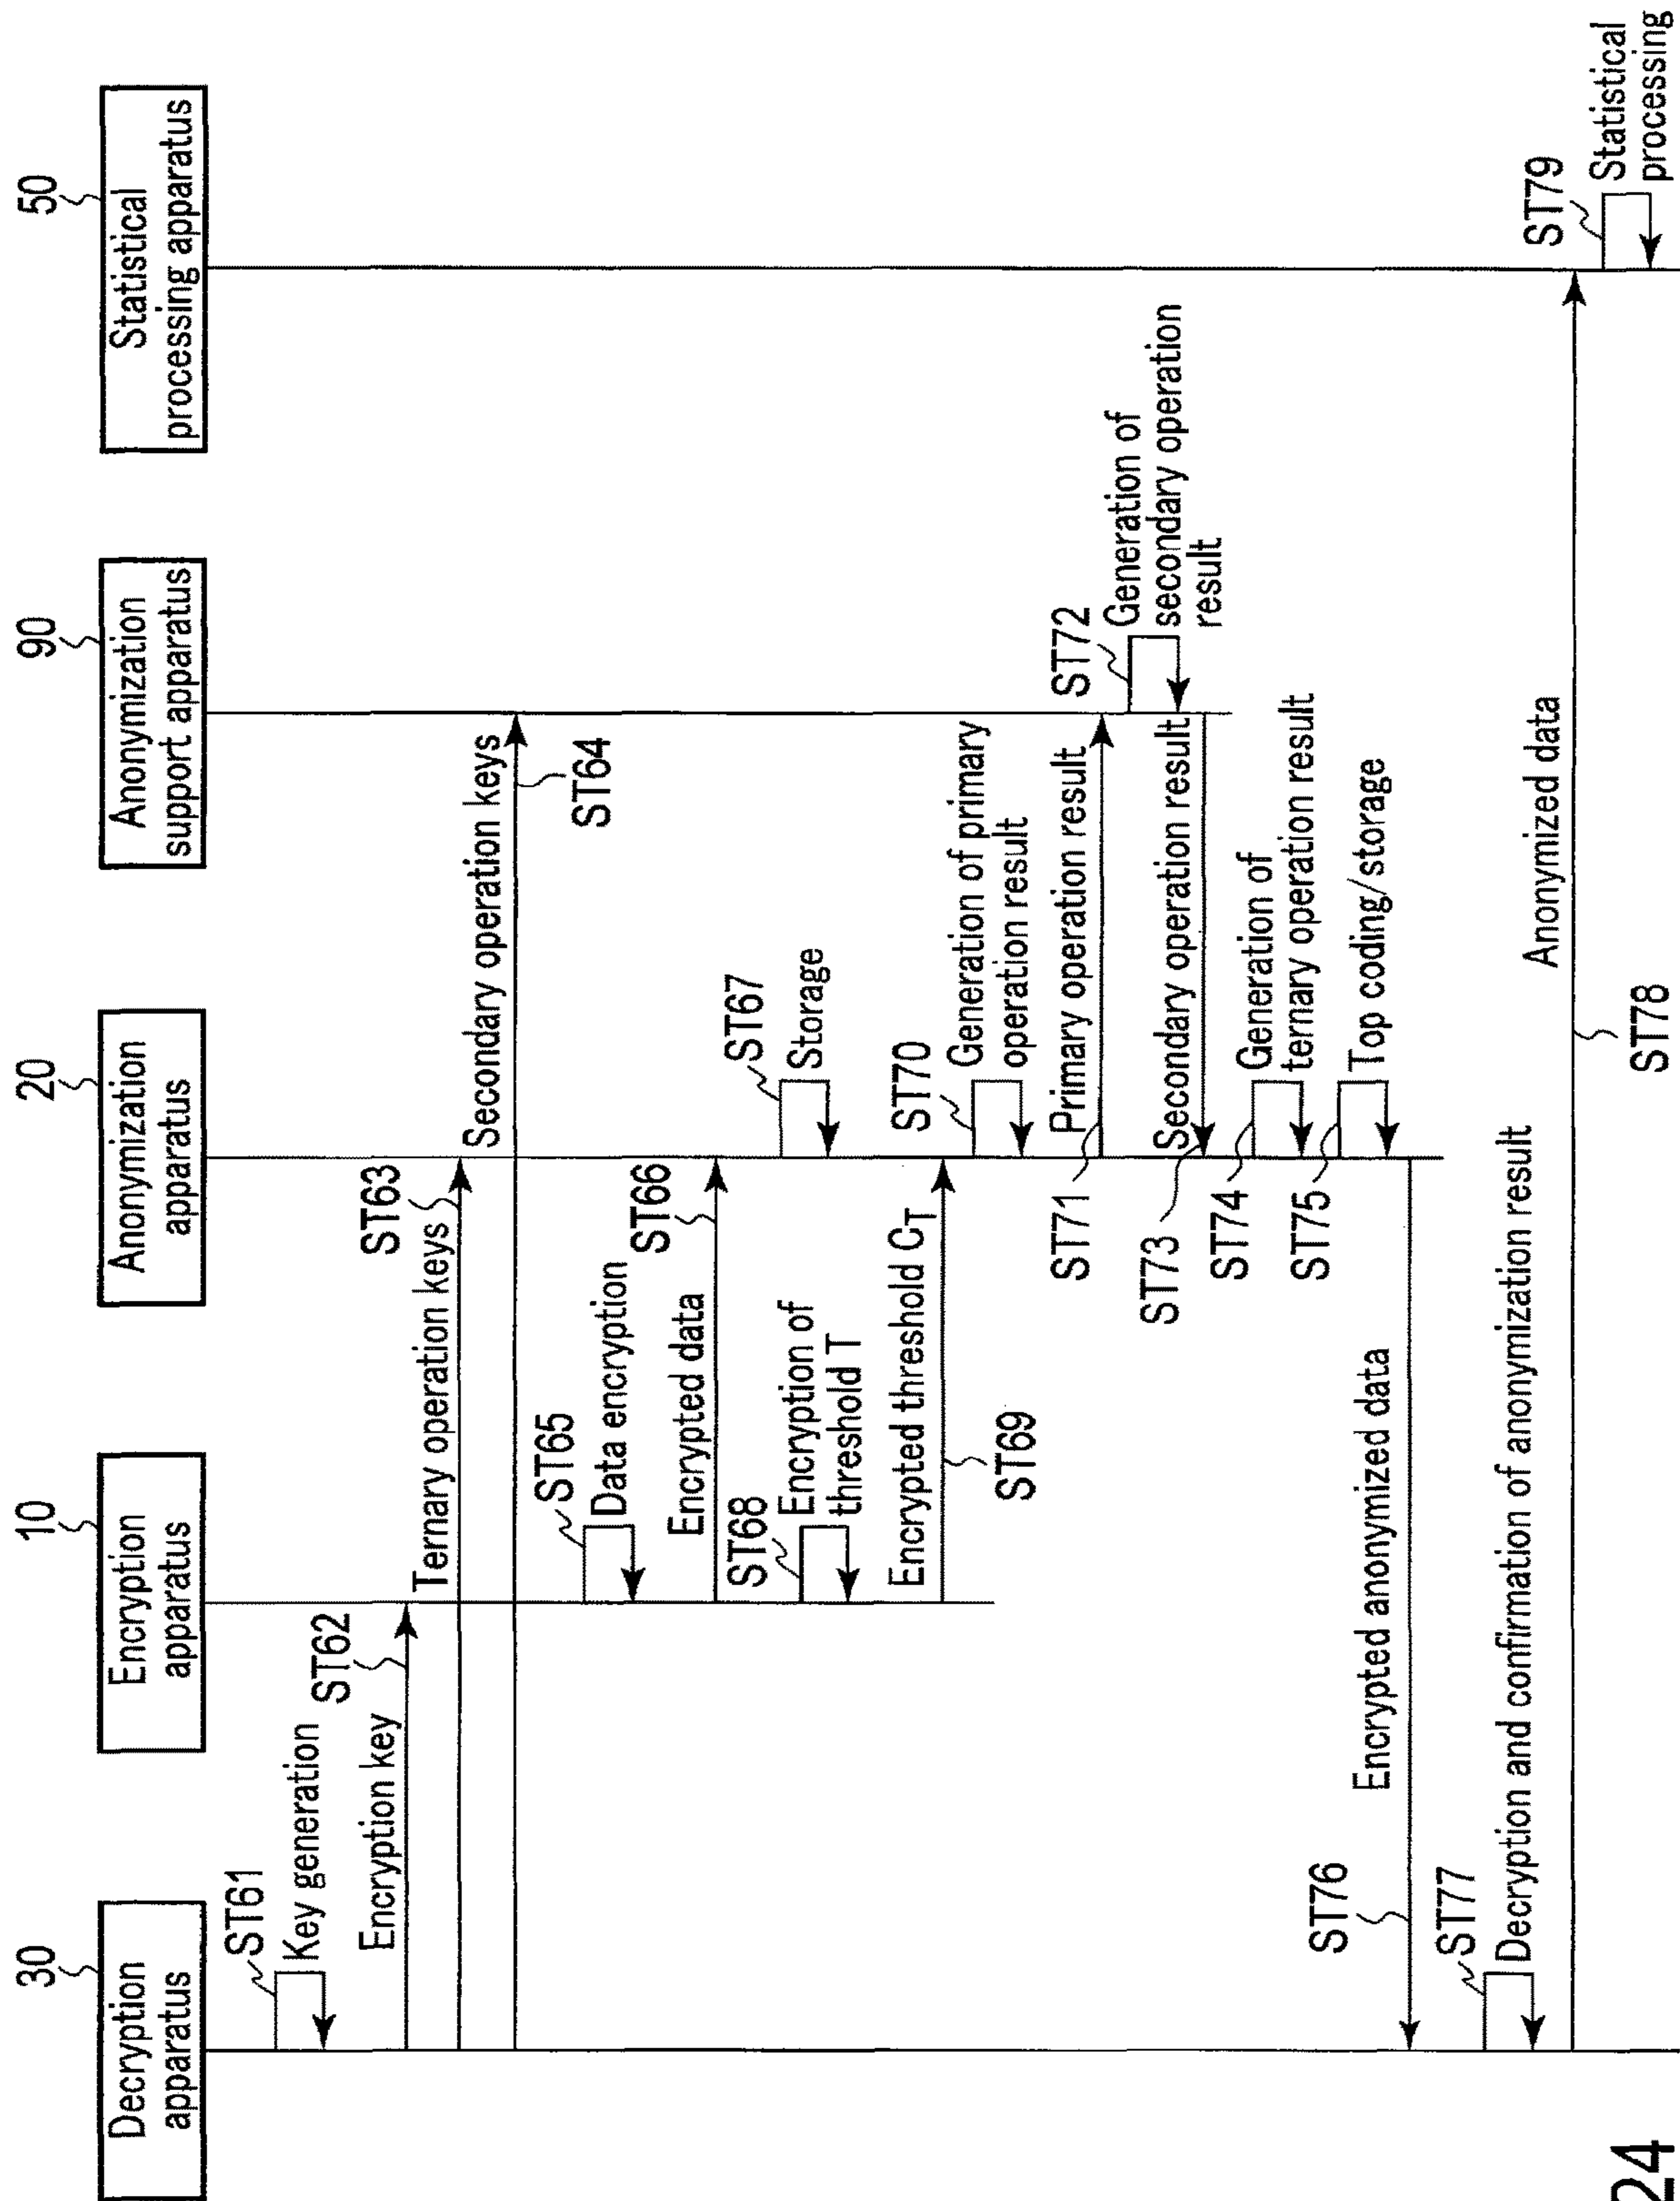 30
Decryption
apparatus
10
Encryption
apparatus
20
Anonymization
apparatus
90
Anonymization
support apparatus
50
Statistical
processing apparatus
ST61
Key generation
ST62
Encryption key
ST63
Ternary operation keys
Secondary operation keys
ST64
ST65
Data encryption
ST66
Encrypted data
ST67
Storage
ST68
Encryption of
threshold T
Encrypted threshold CT
ST69
ST70
Generation of primary
operation result
ST71
Primary operation result
ST72
Generation of
secondary operation
result
ST73
Secondary operation result
ST74
Generation of
ternary operation result
ST75
Top coding/storage
Encrypted anonymized data
ST76
ST77
Decryption and confirmation of anonymization result
Anonymized data
ST78
ST79
Statistical
processing
24